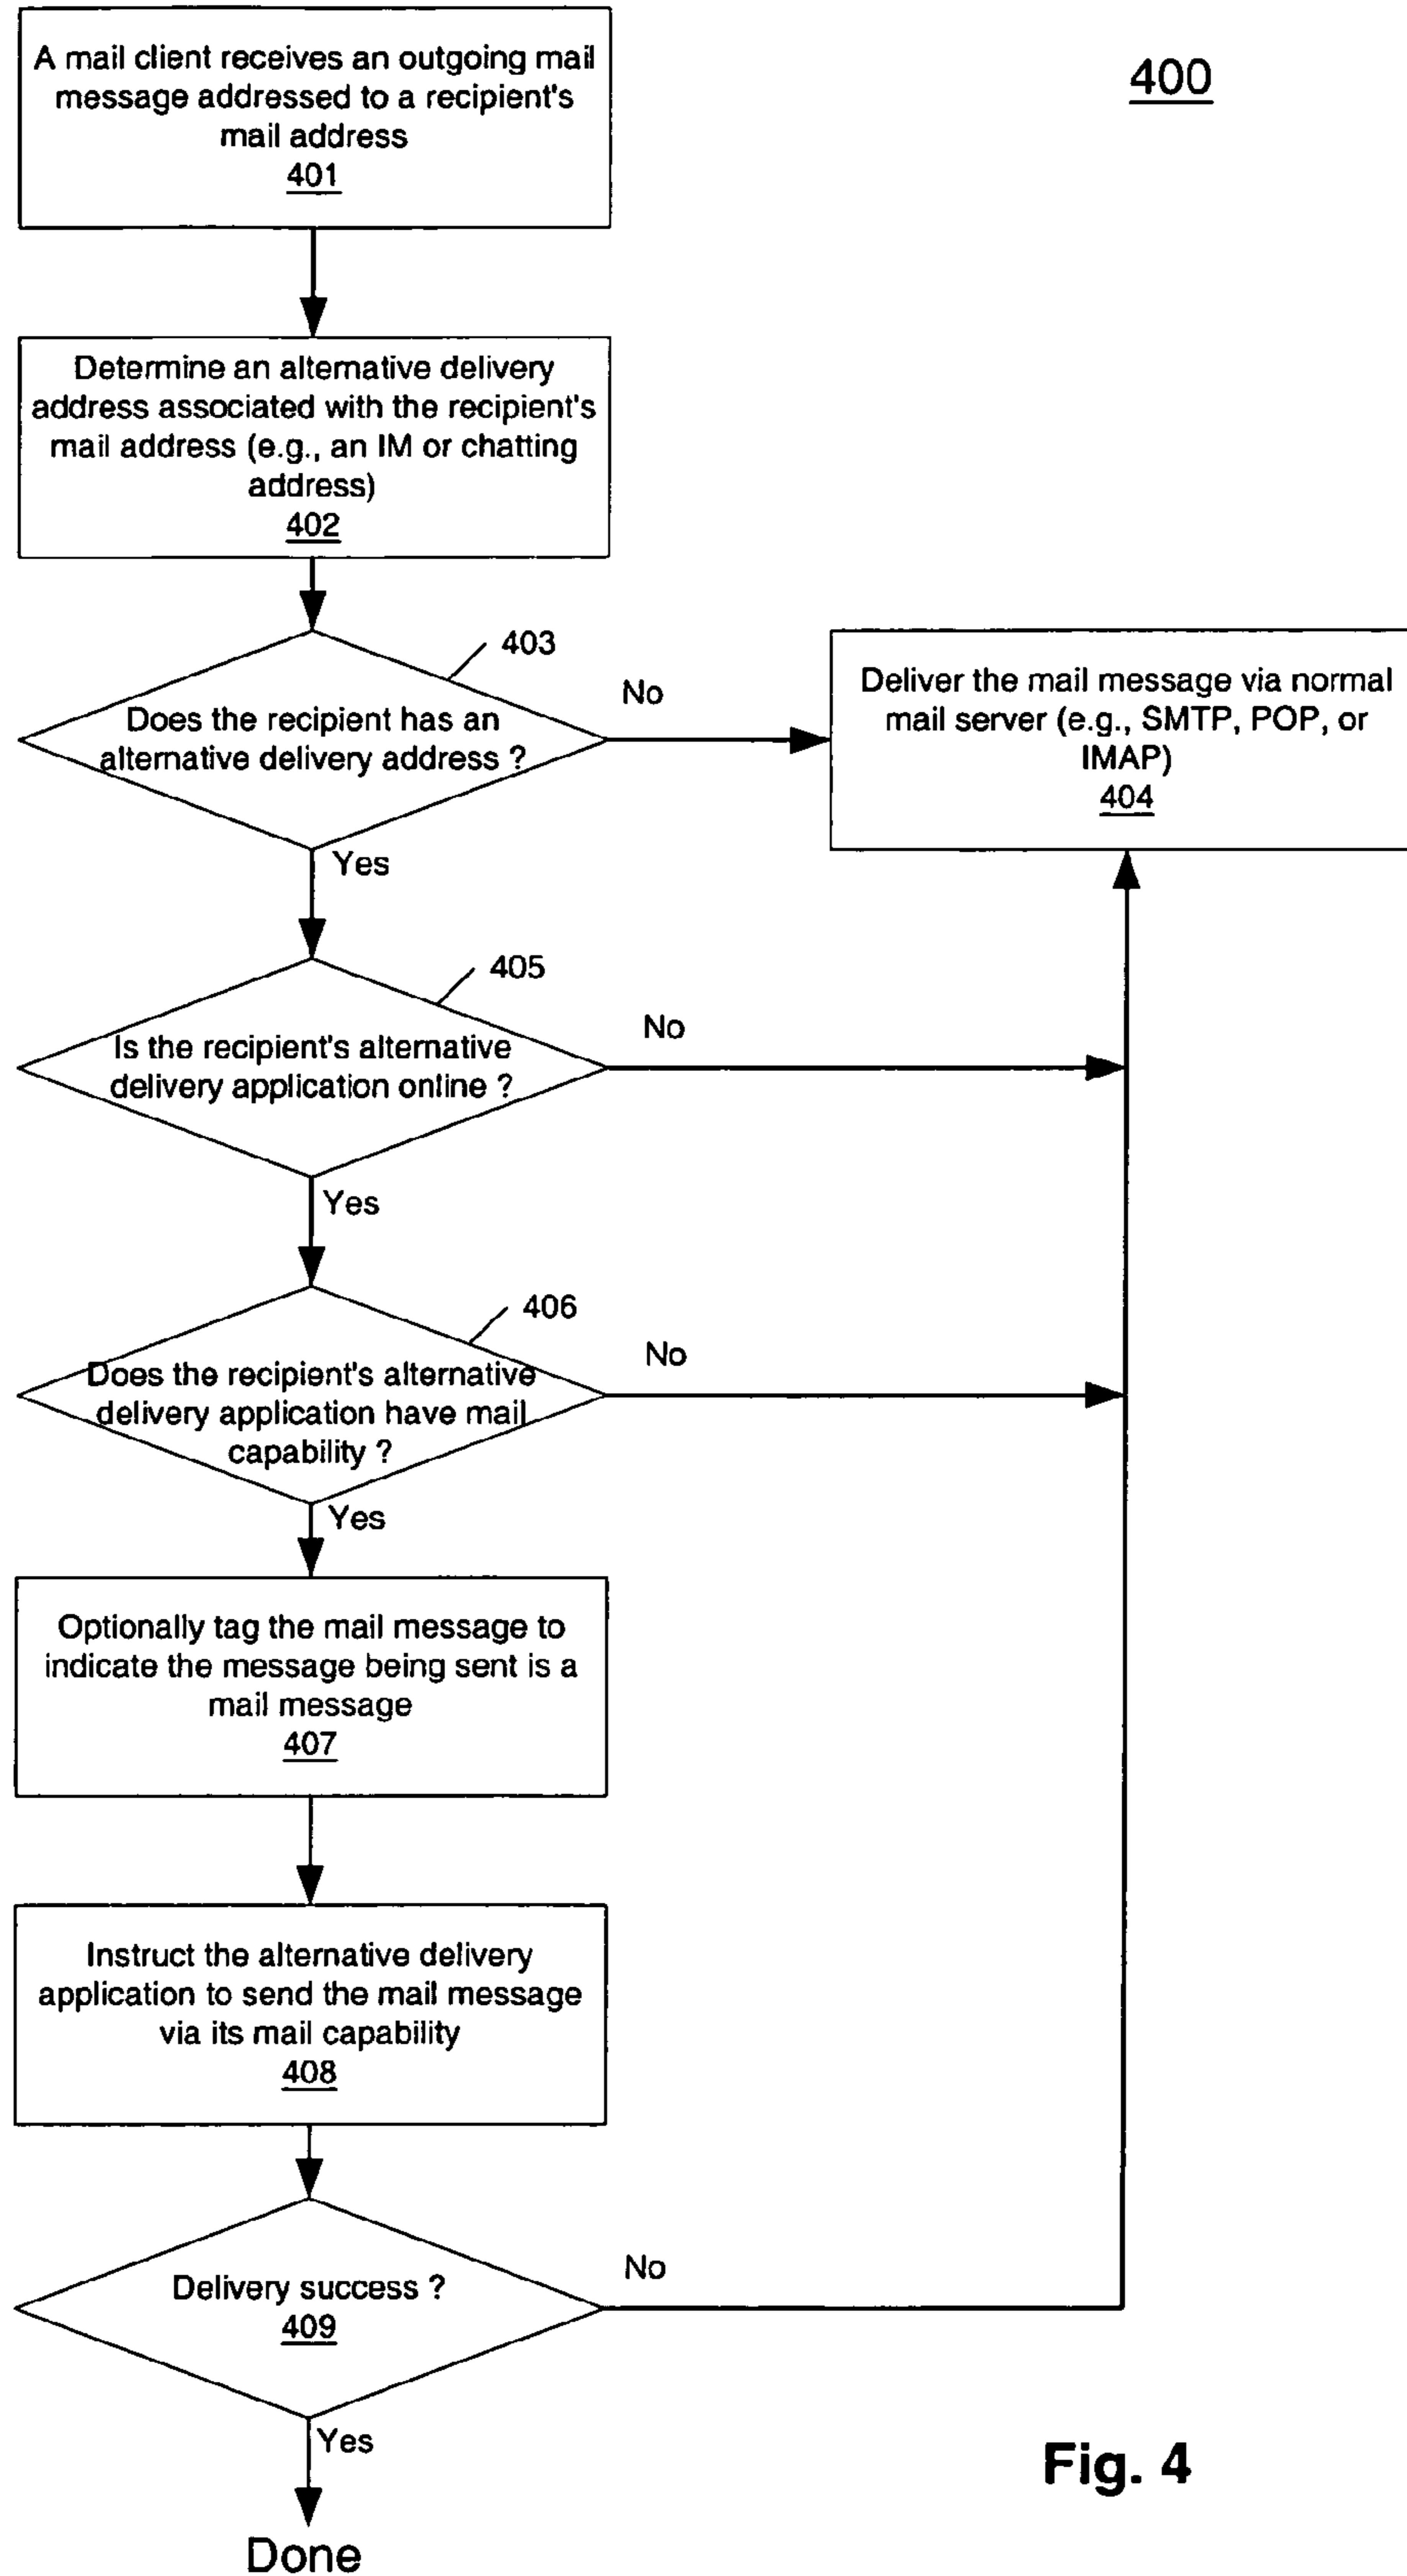 A mail client receives an outgoing mail
message addressed to a recipient's
mail address
401
400
Determine an alternative delivery
address associated with the recipient's
mail address (e.g., an IM or chatting
address)
402
403
Does the recipient has an
alternative delivery address ?
No
Deliver the mail message via normal
mail server (e.g., SMTP, POP, or
IMAP)
404
Yes
405
Is the recipient's alternative
delivery application online ?
No
Yes
406
Does the recipient's alternative
delivery application have mail
capability ?
No
Yes
Optionally tag the mail message to
indicate the message being sent is a
mail message
407
Instruct the alternative delivery
application to send the mail message
via its mail capability
408
Delivery success ?
409
No
Yes
Done
Fig. 4